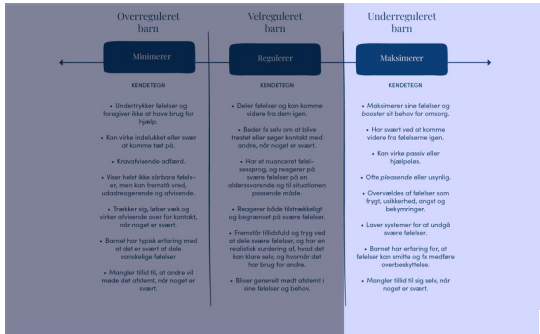 Overreguleret
barn
Minimerer
KENDETEGN
• Undertrykker følelser og
foregiver ikke at have brug for
hjælp.
• Kan virke indelukket eller svær
at komme tæt på.
• Kravafvisende adfærd.
• Viser helst ikke sårbare følels-
er, men kan fremstå vred,
udadreagerende og afvisende.
• Trækker sig, løber væk og
virker afvisende over for kontakt,
når noget er svært.
• Barnet har typisk erfaring med
at det er svært at dele
vanskelige følelser
• Mangler tillid til, at andre vil
møde det afstemt, når noget er
svært.
Velreguleret
barn
Regulerer
KENDETEGN
• Deler følelser og kan komme
videre fra dem igen.
• Beder fx selv om at blive
trøstet eller søger kontakt med
andre, når noget er svært.
• Har et nuanceret føel-
sessprog, og reagerer på
svære følelser på en
alderssvarende og til situationen
passende måde.
• Reagerer både tilstrækkeligt
og begrænset på svære følelser.
• Fremstår tillidsfuld og tryg ved
at dele svære følelser, og har en
realistisk vurdering af, hvad det
kan klare selv, og hvornår det
har brug for andre.
• Bliver generelt mødt afstemt i
sine følelser og behov.
Underreguleret
barn
Maksimerer
KENDETEGN
• Maksimerer sine følelser og
booster sit behov for omsorg.
• Har svært ved at komme
videre fra følelserne igen.
• Kan virke passiv eller
hjælpeløs.
• Ofte pleasende eller usynlig.
• Overvældes af følelser som
frygt, usikkerhed, angst og
bekymringer.
• Laver systemer for at undgå
svære følelser.
• Barnet har erfaring for, at
følelser kan smitte og fx medføre
overbeskyttelse.
• Mangler tillid til sig selv, når
noget er svært.